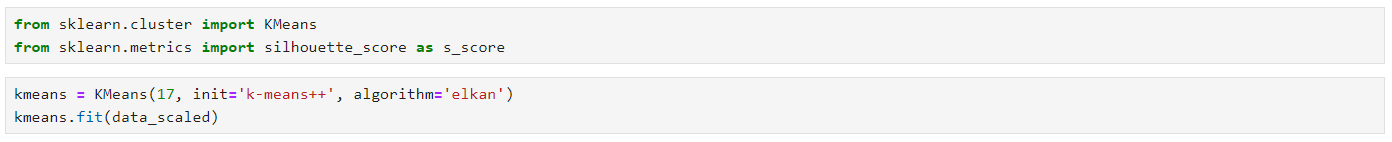 from sklearn.cluster import KMeans
from sklearn.metrics import silhouette_score as s_score
kmeans = KMeans(17, init='k-means++', algorithm='elkan')
kmeans.fit(data_scaled)